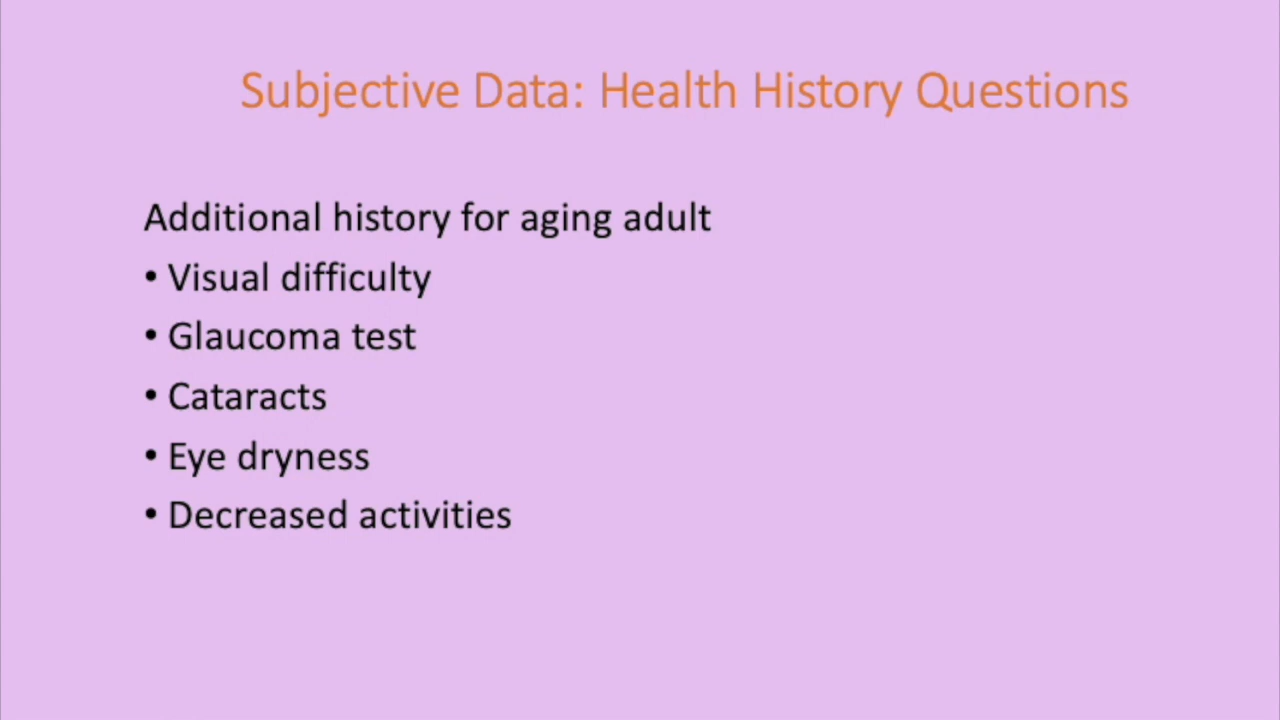 Subjective Data: Health History Questions
Additional history for aging adult
• Visual difficulty
• Glaucoma test
• Cataracts
• Eye dryness
• Decreased activities